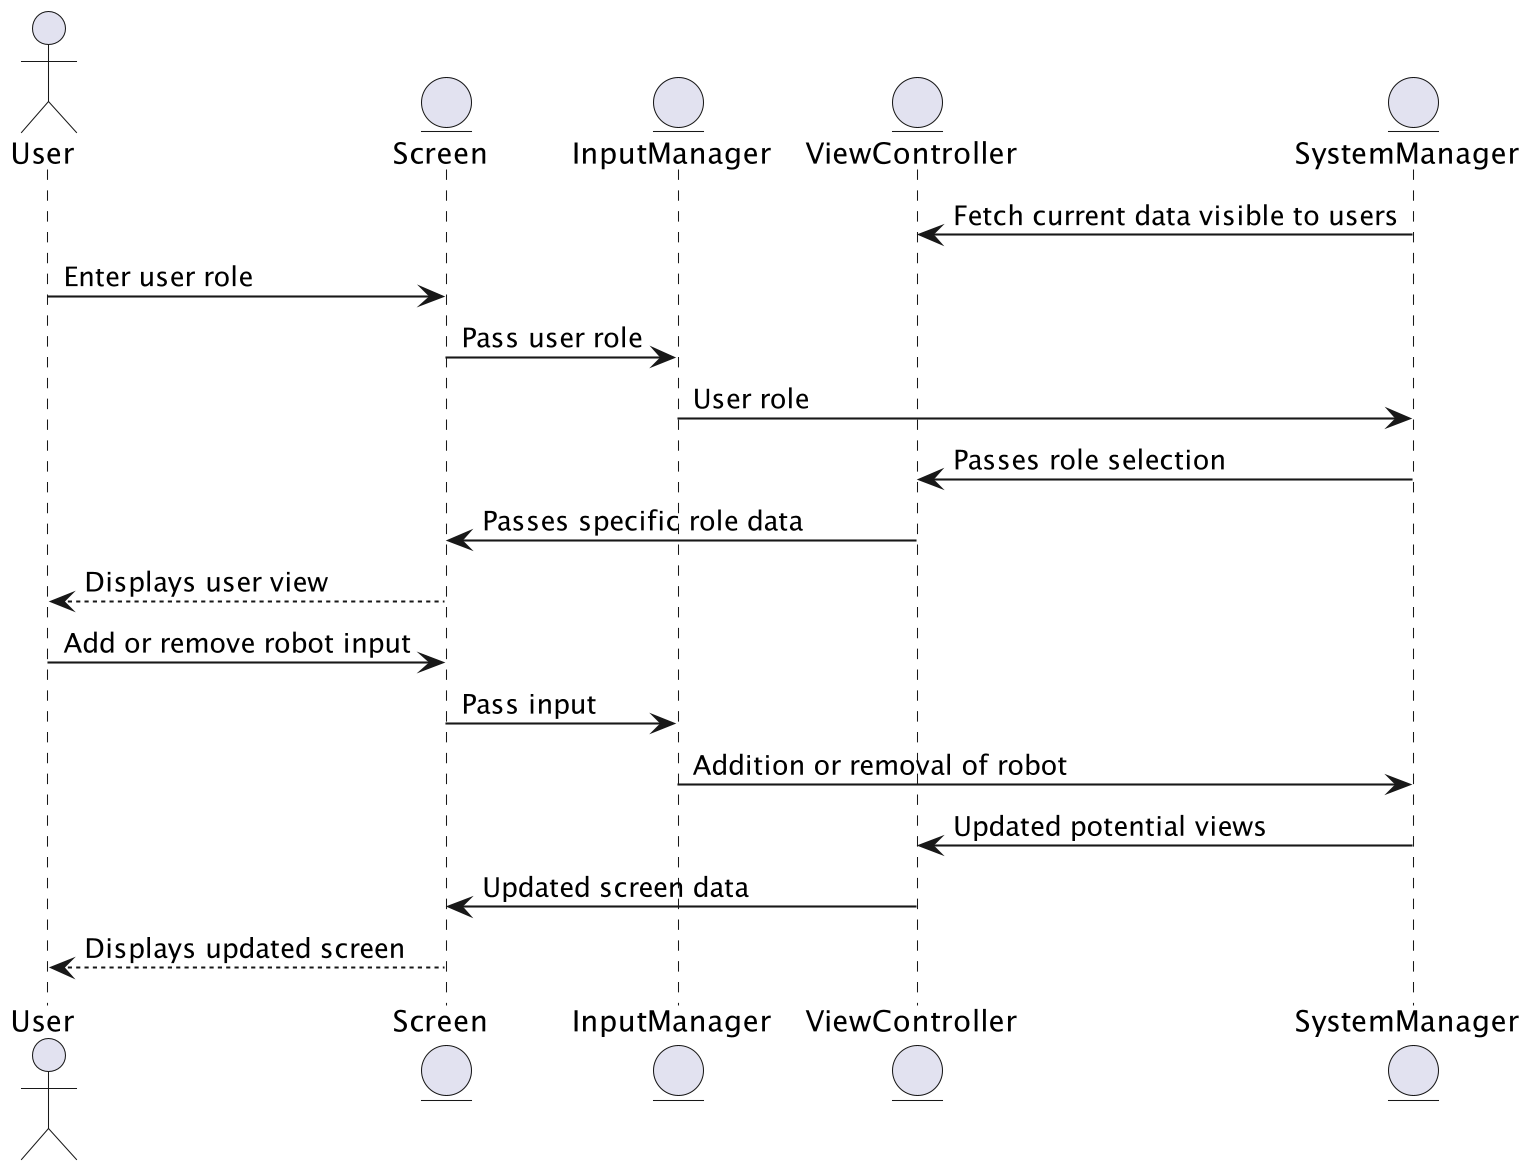 User
Screen
InputManager
ViewController
SystemManager
Fetch current data visible to users
Enter user role
Pass user role
User role
Passes role selection
Passes specific role data
Displays user view
Add or remove robot input
Pass input
Addition or removal of robot
Updated potential views
Updated screen data
Displays updated screen
User
Screen
InputManager
ViewController
SystemManager